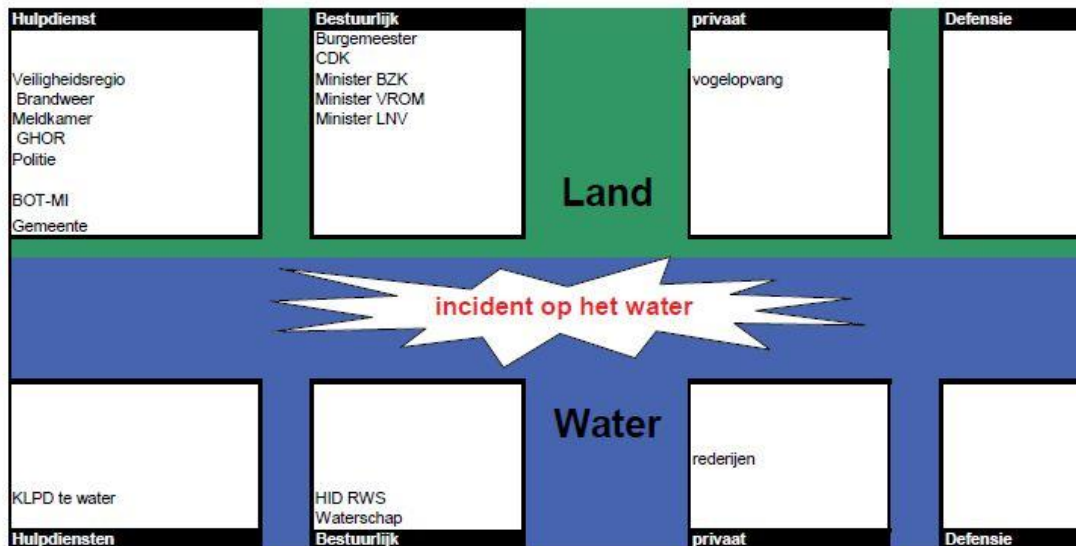 Hulpdienst
Veiligheidsregio
Brandweer
Meldkamer
GHOR
Politie
BOT-MI
Gemeente
Bestuurlijk
Burgemeester
CDK
Minister BZK
Minister VROM
Minister LNV
privaat
vogelopvang
Defensie
Land
incident op het water
Water
KLPD te water
Hulpdiensten
HID RWS
Waterschap
Bestuurlijk
rederijen
privaat
Defensie